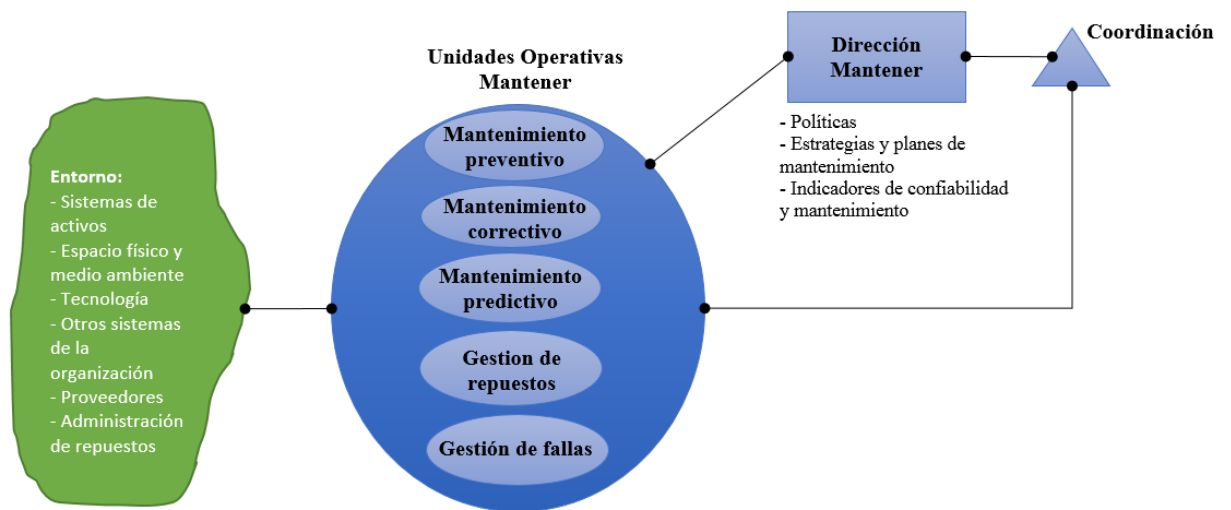 Entorno:
- Sistemas de
activos
- Espacio físico y
medio ambiente
- Tecnología
- Otros sistemas
de la
organización
- Proveedores
- Administración
de repuestos
Unidades Operativas
Mantener
Mantenimiento
preventivo
Mantenimiento
correctivo
Mantenimiento
predictivo
Gestion de
repuestos
Gestión de fallas
Dirección
Mantener
- Políticas
- Estrategias y planes de
mantenimiento
- Indicadores de confiabilidad
y mantenimiento
Coordinación